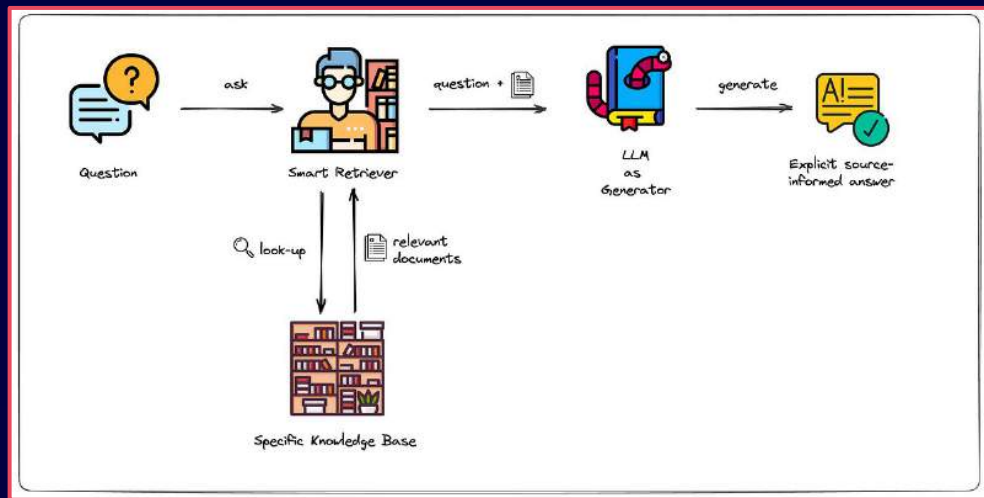 ?
ask
question +
generate
A!
Question
Smart Retriever
LLM
as
Generator
Explicit source-
informed answer
look-up
relevant
documents
Specific Knowledge Base